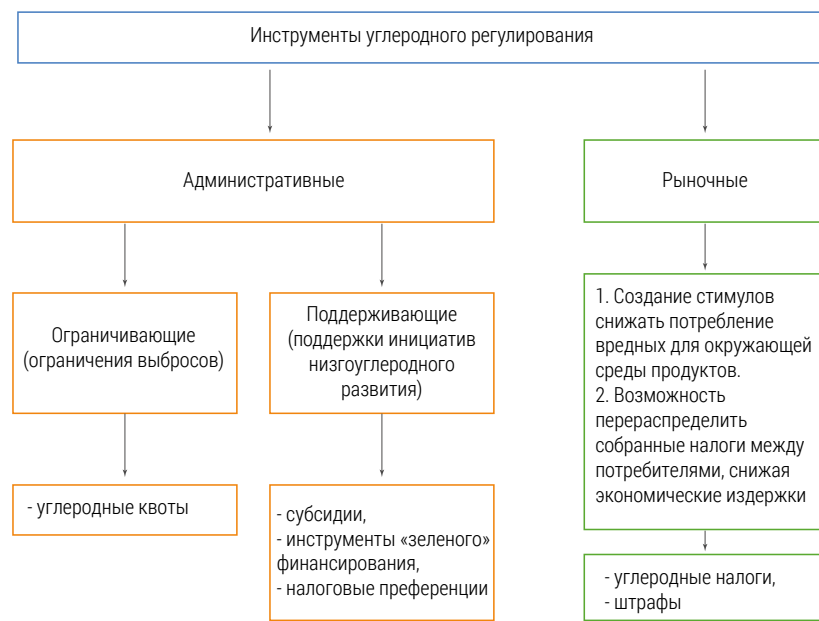 Инструменты углеродного регулирования
Административные
Рыночные
Ограничивающие
(ограничения выбросов)
Поддерживающие
(поддержки инициатив
низгоуглеродного
развития)
1. Создание стимулов
снижать потребление
вредных для окружающей
среды продуктов.
2. Возможность
перераспределить
собранные налоги между
потребителями, снижая
экономические издержки
- углеродные квоты
- субсидии,
- инструменты «зеленого»
финансирования,
- налоговые преференции
- углеродные налоги,
- штрафы